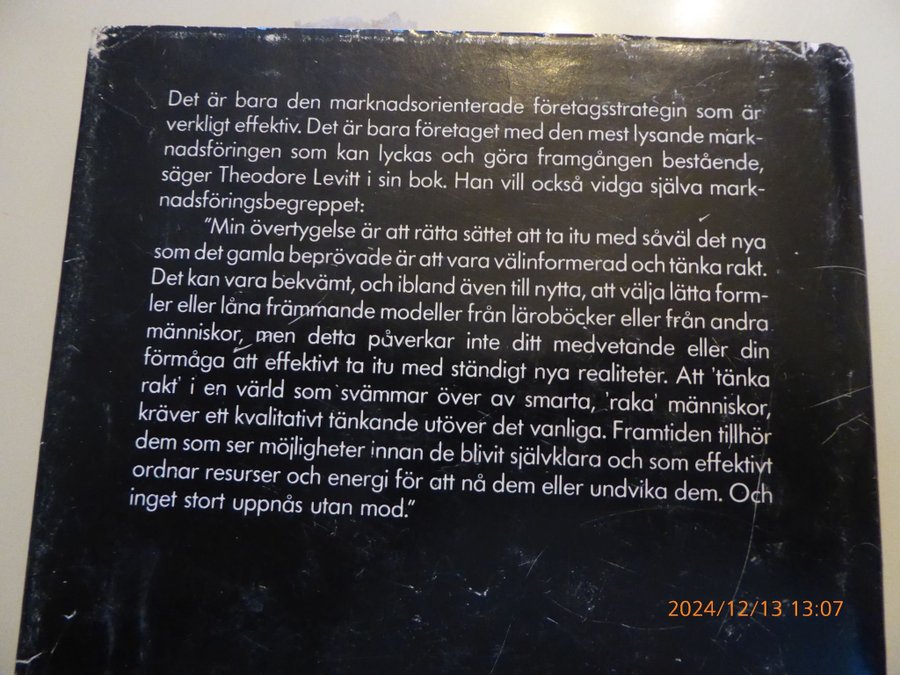 Det är bara den marknadsorienterade företagsstrategin som är
verkligt effektiv. Det är bara företaget med den mest lysande mark-
nadsföringen som kan lyckas och göra framgången bestående,
säger Theodore Levitt i sin bok. Han vill också vidga själva mark-
nadsföringsbegreppet:
”Min övertygelse är att rätta sättet att ta itu med såväl det nya
som det gamla beprövade är att vara välinformerad och tänka rakt.
Det kan vara bekvämt, och ibland även till nytta, att välja lätta form-
ler eller låna främmande modeller från läroböcker eller från andra
människor, men detta påverkar inte ditt medvetande eller din
förmåga att effektivt ta itu med ständigt nya realiteter. Att 'tänka
rakt' i en värld som svämmar över av smarta, 'raka' människor,
kräver ett kvalitativt tänkande utöver det vanliga. Framtiden tillhör
dem som ser möjligheter innan de blivit självklara och som effektivt
ordnar resurser och energi för att nå dem eller undvika dem. Och
inget stort uppnås utan mod.”
2024/12/13 13:07